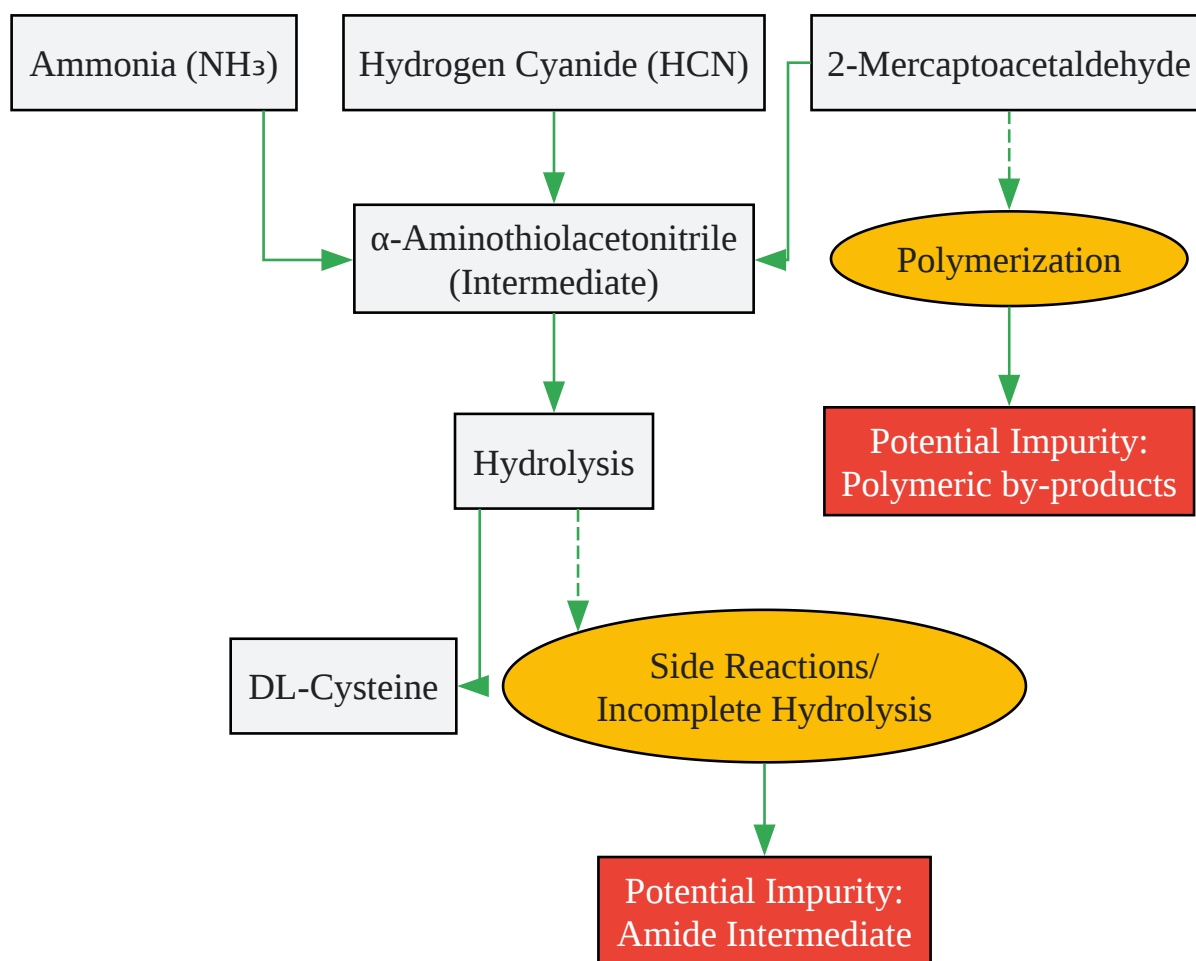 Ammonia (NH₃)
Hydrogen Cyanide (HCN)
2-Mercaptoacetaldehyde
α-Aminothiolacetonitrile
(Intermediate)
Polymerization
Hydrolysis
Potential Impurity:
Polymeric by-products
DL-Cysteine
Side Reactions/
Incomplete Hydrolysis
Potential Impurity:
Amide Intermediate